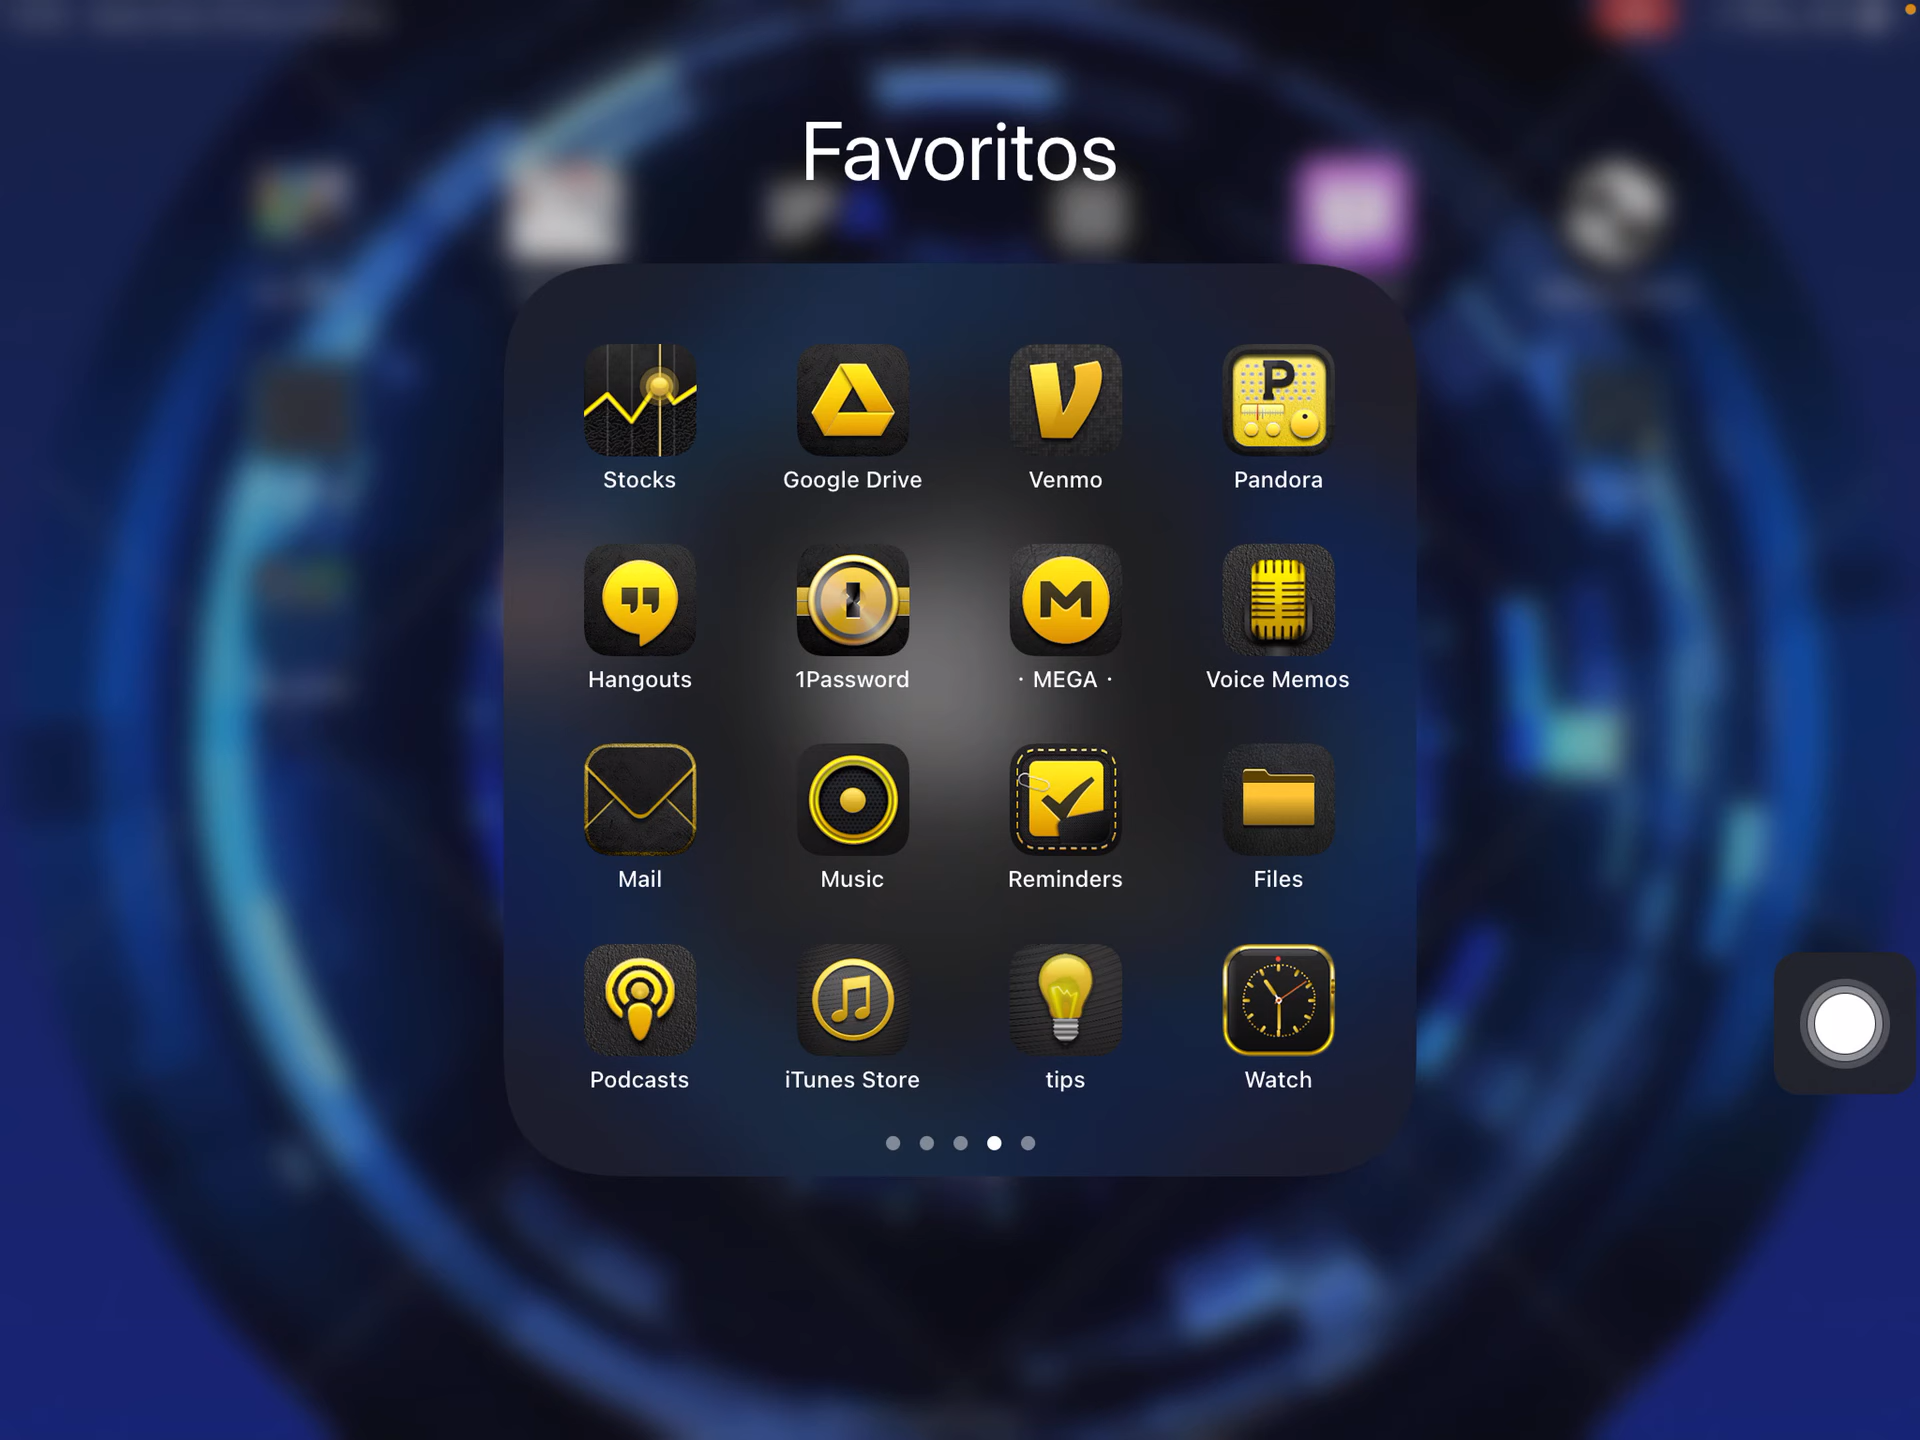 Favoritos
Stocks
Google Drive
Venmo
P
Pandora
Hangouts
1Password
M
· MEGA ·
Voice Memos
Mail
Music
Reminders
Files
Podcasts
iTunes Store
tips
Watch